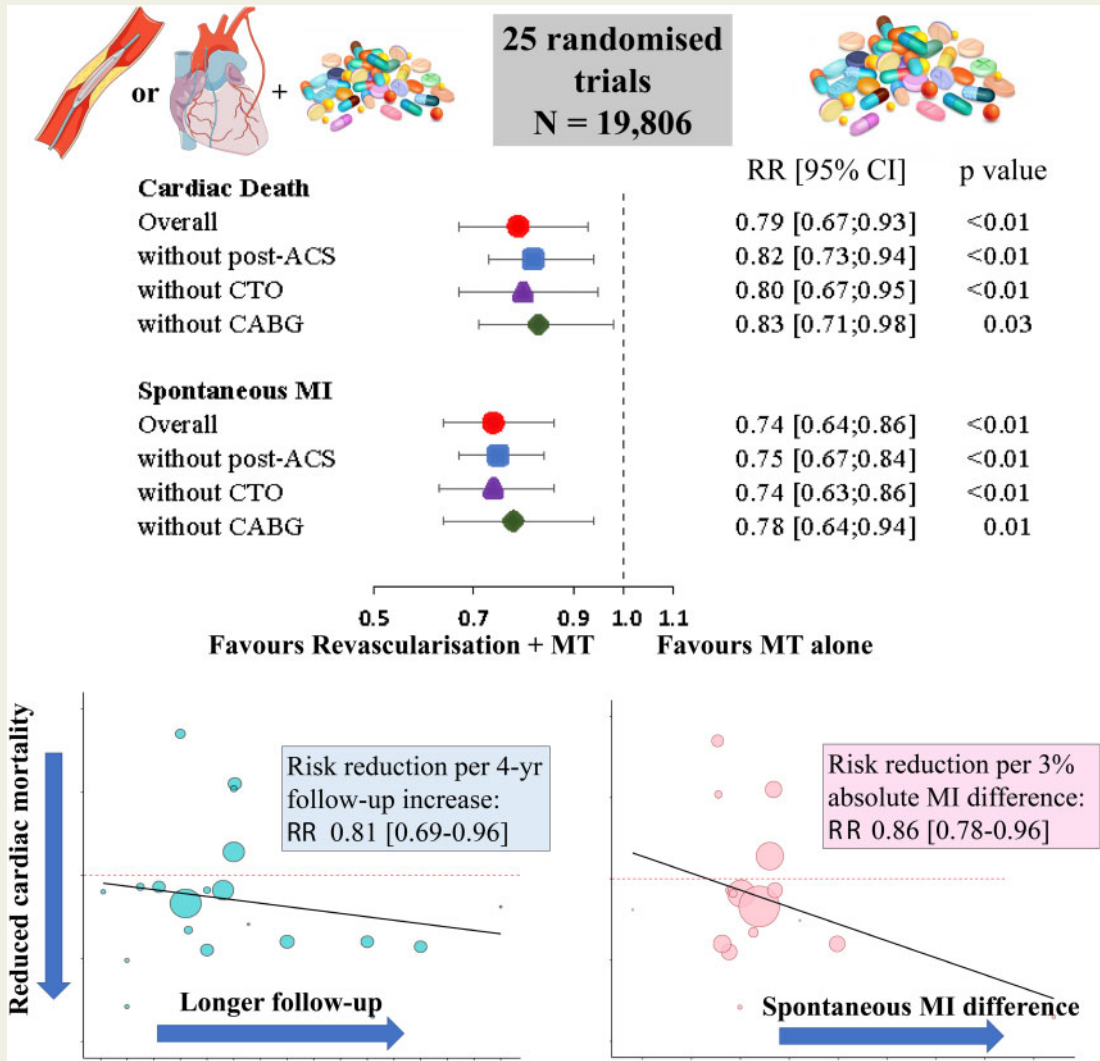 or
+
25 randomised
trials
N = 19,806
RR [95% CI] p value
Cardiac Death
Overall 0.79 [0.67;0.93] <0.01
without post-ACS 0.82 [0.73;0.94] <0.01
without CTO 0.80 [0.67;0.95] <0.01
without CABG 0.83 [0.71;0.98] 0.03
Spontaneous MI
Overall 0.74 [0.64;0.86] <0.01
without post-ACS 0.75 [0.67;0.84] <0.01
without CTO 0.74 [0.63;0.86] <0.01
without CABG 0.78 [0.64;0.94] 0.01
0.5 0.7 0.9 1.0 1.1
Favours Revascularisation + MT Favours MT alone
Reduced cardiac mortality
Risk reduction per 4-yr
follow-up increase:
RR 0.81 [0.69-0.96]
Longer follow-up
Risk reduction per 3%
absolute MI difference:
RR 0.86 [0.78-0.96]
Spontaneous MI difference